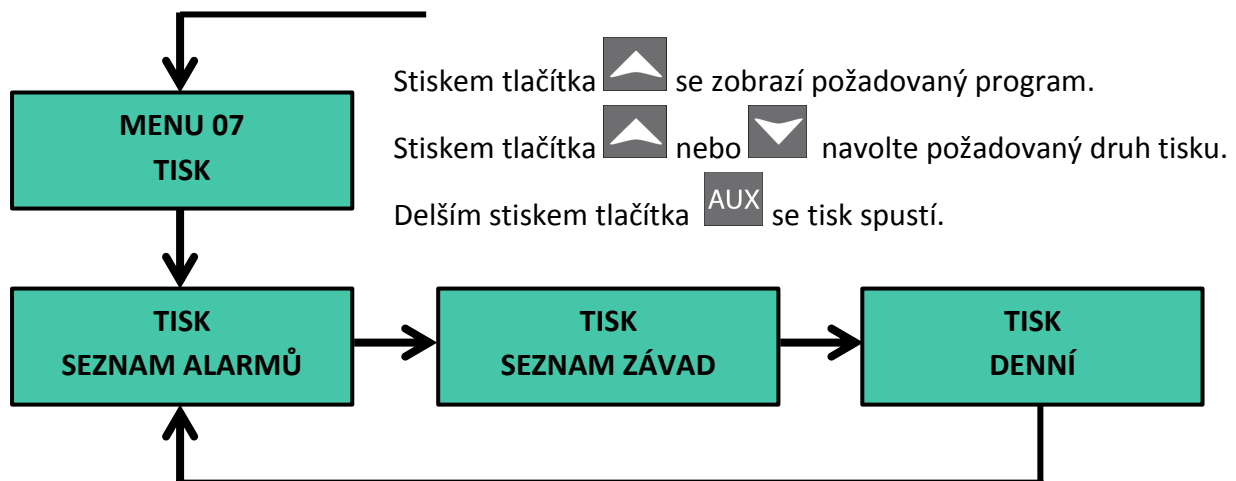 Stiskem tlačítka se zobrazí požadovaný program.
MENU 07
TISK
Stiskem tlačítka nebo navolte požadovaný druh tisku.
Delším stiskem tlačítka AUX se tisk spustí.
TISK
SEZNAM ALARMŮ
TISK
SEZNAM ZÁVAD
TISK
DENNÍ